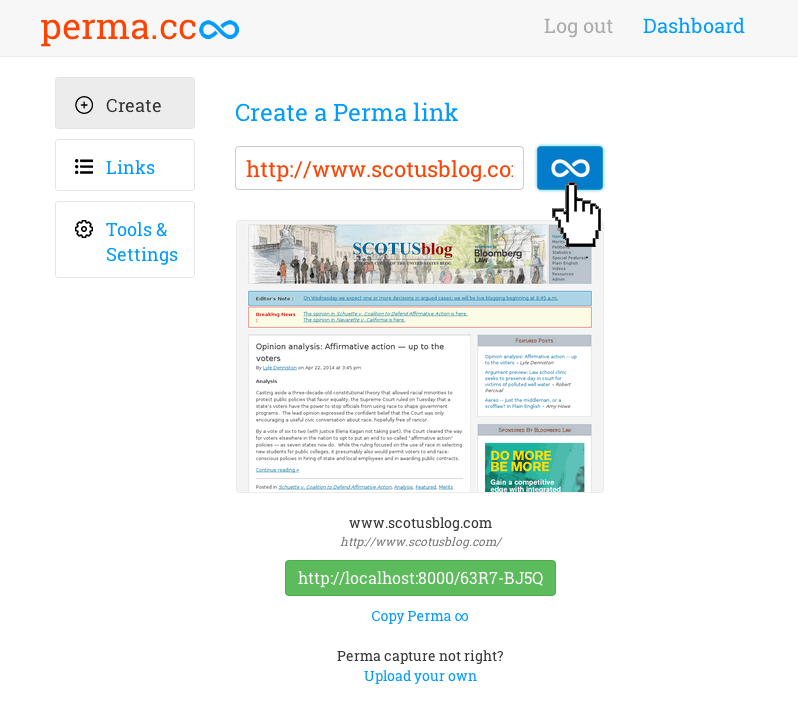 perma.cc
Log out
Dashboard
Create
Links
Tools &
Settings
Create a Perma link
http://www.scotusblog.co
SCOTUSblog
Bloomberg
LAW
Statistics
Special Features
Plain English
Videos
Resources
Admin
Editor's Note :
On Wednesday we expect one or more decisions in argued cases; we will be live blogging beginning at 8:45 a.m.
Breaking News
:
The opinion in Schuette v. Coalition to Defend Affirmative Action is here.
The opinion in Navarette v. California is here.
Opinion analysis: Affirmative action — up to the
voters
By Lyle Denniston on Apr 22, 2014 at 3:45 pm
Analysis
Casting aside a three-decade-old constitutional theory that allowed racial minorities to
protect public policies that favor equality, the Supreme Court ruled on Tuesday that a
state's voters have the power to stop officials from using race to shape government
programs. The lead opinion expressed the confident belief that the Court was only
encouraging a useful civic conversation about race, hopefully free of rancor.
By a vote of six to two (with Justice Elena Kagan not taking part), the Court cleared the way
for voters elsewhere in the nation to opt to put an end to so-called "affirmative action"
policies — as seven states now do. While the ruling focused on the use of race in selecting
new students for public colleges, it presumably also would permit voters to end race-
conscious policies in hiring of state and local employees and in awarding public contracts.
Continue reading »
Posted in Schuette v. Coalition to Defend Affirmative Action, Analysis, Featured, Merits
Featured Posts
Opinion analysis: Affirmative action — up
to the voters – Lyle Denniston
Argument preview: Law school clinic
seeks to preserve day in court for
victims of polluted well water – Robert
Percival
Aereo -- Just the middleman, or a
scofflaw? In Plain English – Amy Howe
Sponsored By Bloomberg Law
DO MORE
BE MORE
Gain a competitive
edge with integrated
www.scotusblog.com
http://www.scotusblog.com/
http://localhost:8000/63R7-BJ5Q
Copy Perma
Perma capture not right?
Upload your own